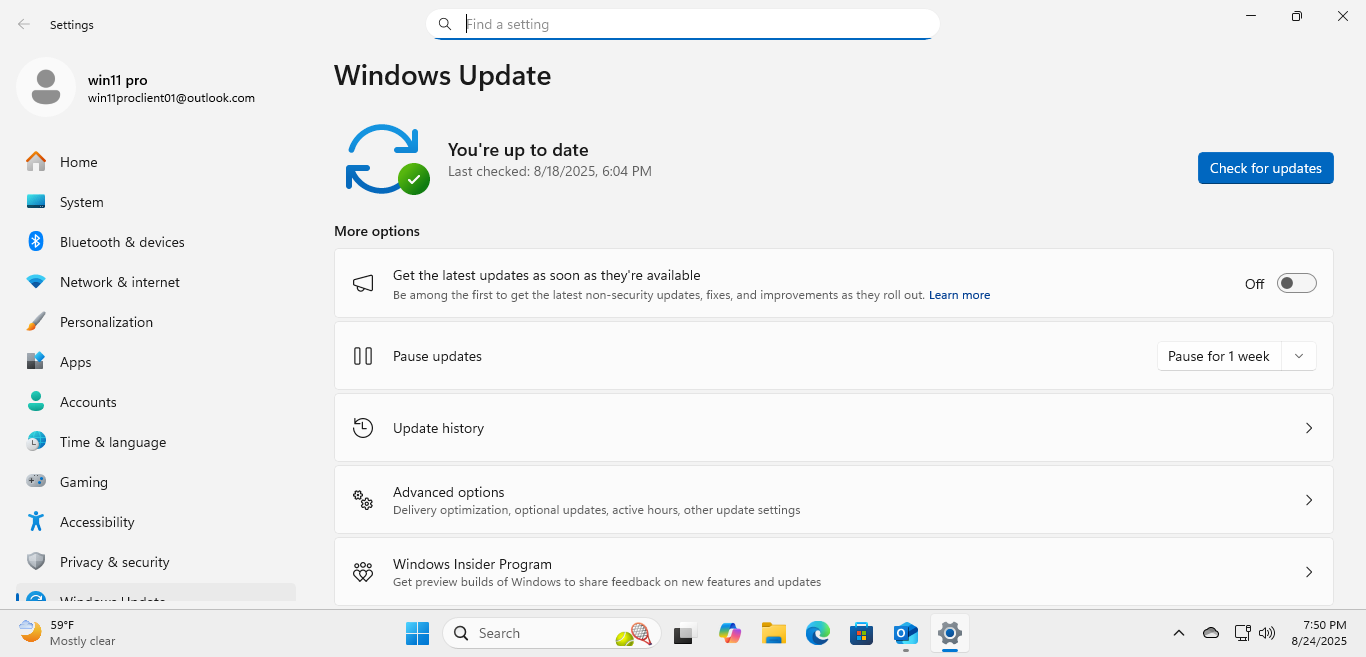 Settings
Find a setting
win11 pro
win11proclient01@outlook.com
Home
System
Bluetooth & devices
Network & internet
Personalization
Apps
Accounts
Time & language
Gaming
Accessibility
Privacy & security
Windows Update
Windows Update
You're up to date
Last checked: 8/18/2025, 6:04 PM
Check for updates
More options
Get the latest updates as soon as they're available
Be among the first to get the latest non-security updates, fixes, and improvements as they roll out. Learn more
Off
Pause updates
Pause for 1 week
Update history
Advanced options
Delivery optimization, optional updates, active hours, other update settings
Windows Insider Program
Get preview builds of Windows to share feedback on new features and updates
59°F
Mostly clear
Search
7:50 PM
8/24/2025